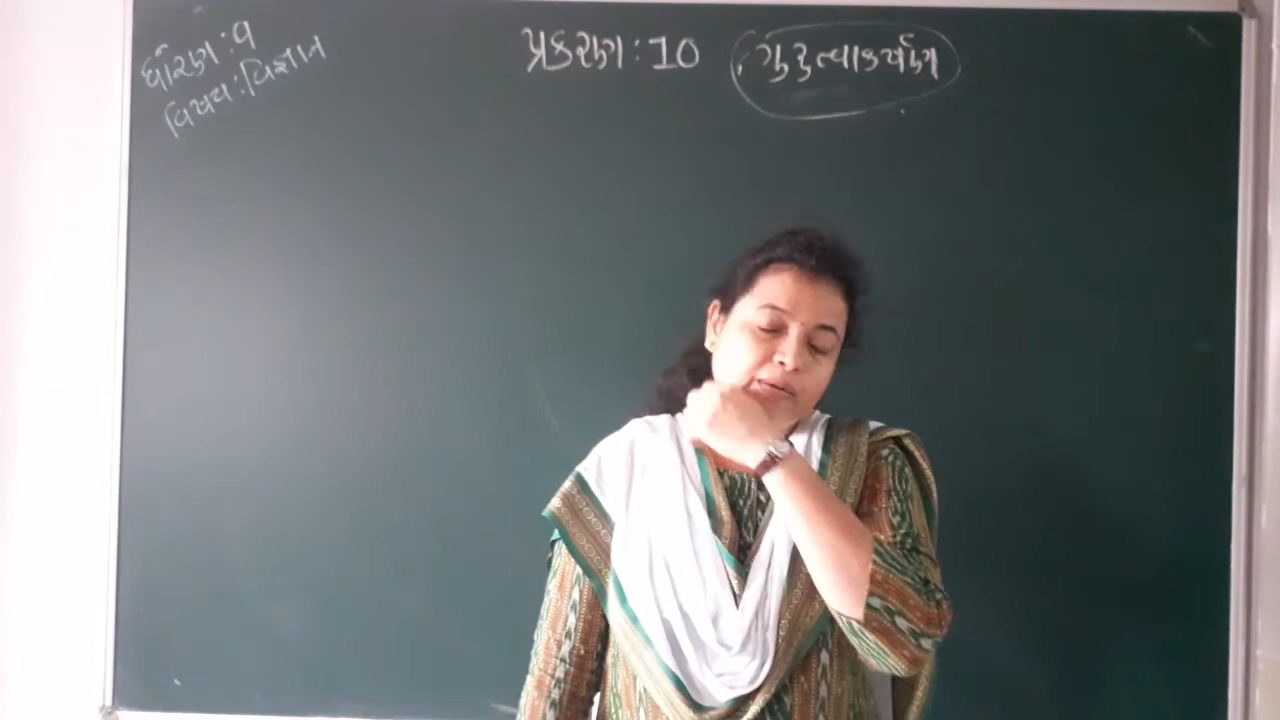 ધોરણ : 9
વિષય : વિજ્ઞાન
પ્રકરણ : 10 ગુરુત્વાકર્ષણ